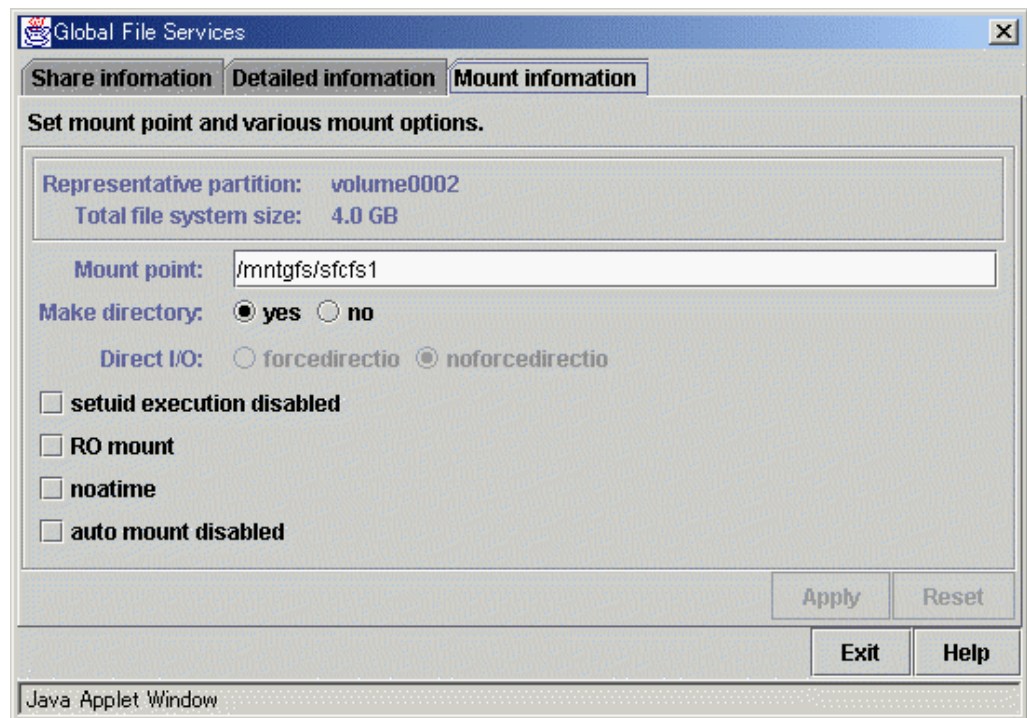 Global File Services
Share infomation Detailed infomation Mount infomation
Set mount point and various mount options.
Representative partition: volume0002
Total file system size: 4.0 GB
Mount point: /mntgfs/sfcfs1
Make directory: yes no
Direct I/O: forcedirectio noforcedirectio
setuid execution disabled
RO mount
noatime
auto mount disabled
Apply Reset
Exit Help
Java Applet Window